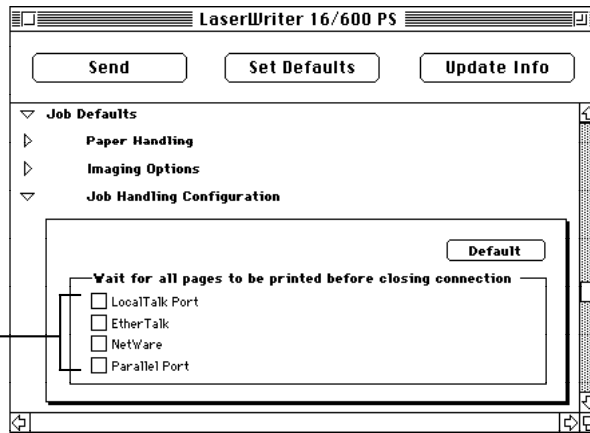 LaserWriter 16/600 PS
Send Set Defaults Update Info
Job Defaults
Paper Handling
Imaging Options
Job Handling Configuration
Default
Wait for all pages to be printed before closing connection
LocalTalk Port
EtherTalk
NetWare
Parallel Port